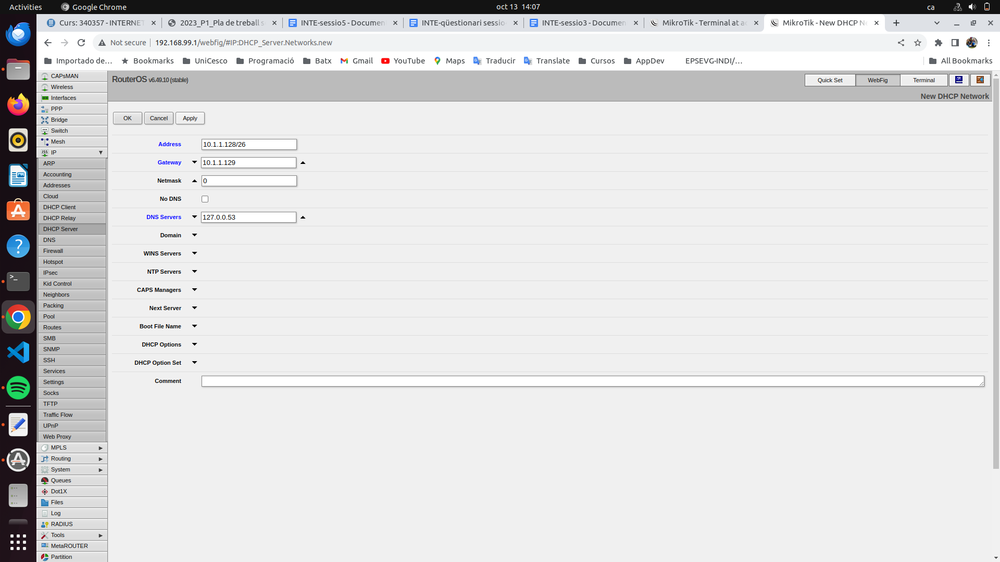 Activities
Google Chrome
oct 13 14:07
ca
Curs: 340357 - INTERNET
2023_P1_Pla de treball s
INTE-sessio5 - Documen
INTE-qüestionari sessio
INTE-sessio3 - Documen
MikroTik - Terminal at a
MikroTik - New DHCP Ne
Not secure
192.168.99.1/webfig/#IP:DHCP_Server.Networks.new
Importado de...
Bookmarks
UniCesco
Programació
Batx
Gmail
YouTube
Maps
Traducir
Translate
Cursos
AppDev
EPSEVG-INDI/...
All Bookmarks
RouterOS v6.49.10 (stable)
Quick Set
WebFig
Terminal
New DHCP Network
CAPsMAN
Wireless
Interfaces
PPP
Bridge
Switch
Mesh
IP
ARP
Accounting
Addresses
Cloud
DHCP Client
DHCP Relay
DHCP Server
DNS
Firewall
Hotspot
IPsec
Kid Control
Neighbors
Packing
Pool
Routes
SMB
SNMP
SSH
Services
Settings
Socks
TFTP
Traffic Flow
UPnP
Web Proxy
MPLS
Routing
System
Queues
Dot1X
Files
Log
RADIUS
Tools
MetaROUTER
Partition
OK
Cancel
Apply
Address 10.1.1.128/26
Gateway 10.1.1.129
Netmask 0
No DNS
DNS Servers 127.0.0.53
Domain
WINS Servers
NTP Servers
CAPS Managers
Next Server
Boot File Name
DHCP Options
DHCP Option Set
Comment